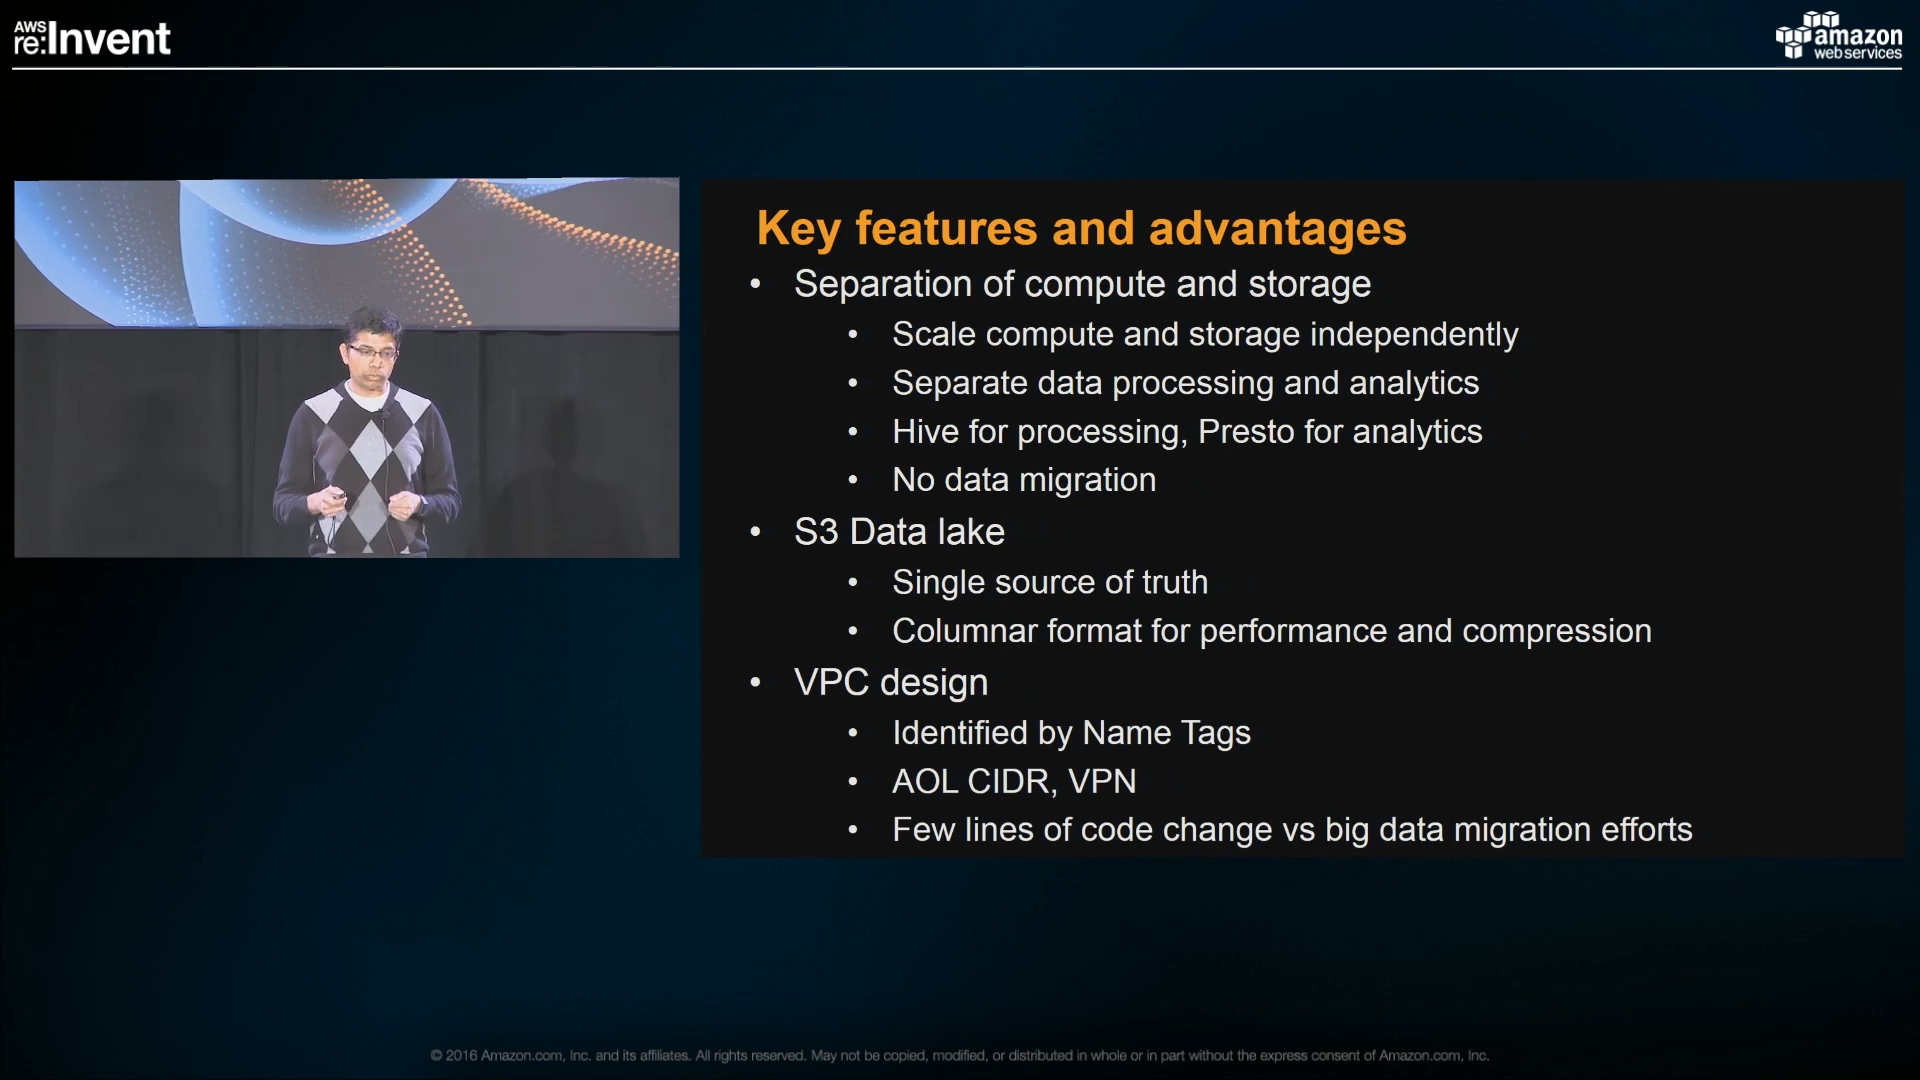 AWS
re:Invent
amazon
web services
Key features and advantages
• Separation of compute and storage
• Scale compute and storage independently
• Separate data processing and analytics
• Hive for processing, Presto for analytics
• No data migration
• S3 Data lake
• Single source of truth
• Columnar format for performance and compression
• VPC design
• Identified by Name Tags
• AOL CIDR, VPN
• Few lines of code change vs big data migration efforts
© 2016 Amazon.com, Inc. and its affiliates. All rights reserved. May not be copied, modified, or distributed in whole or in part without the express consent of Amazon.com, Inc.